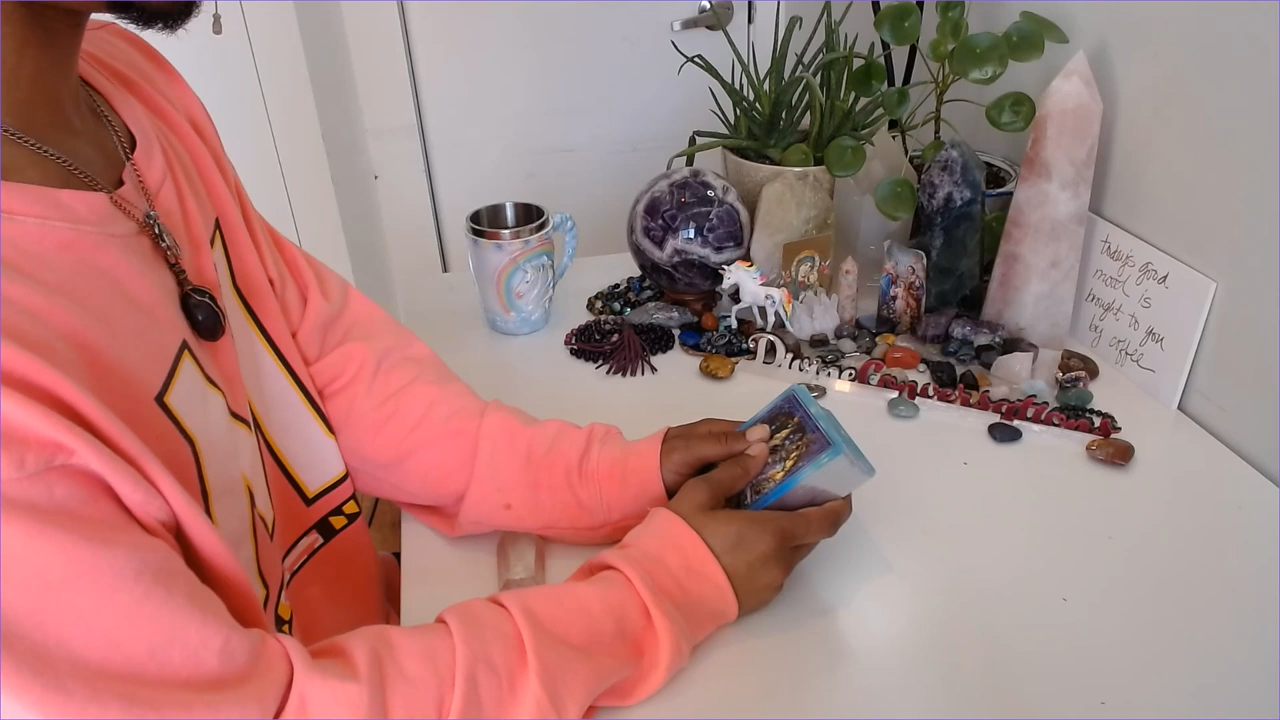 today's good
mood is
brought to you
by coffee
Divine Conversations